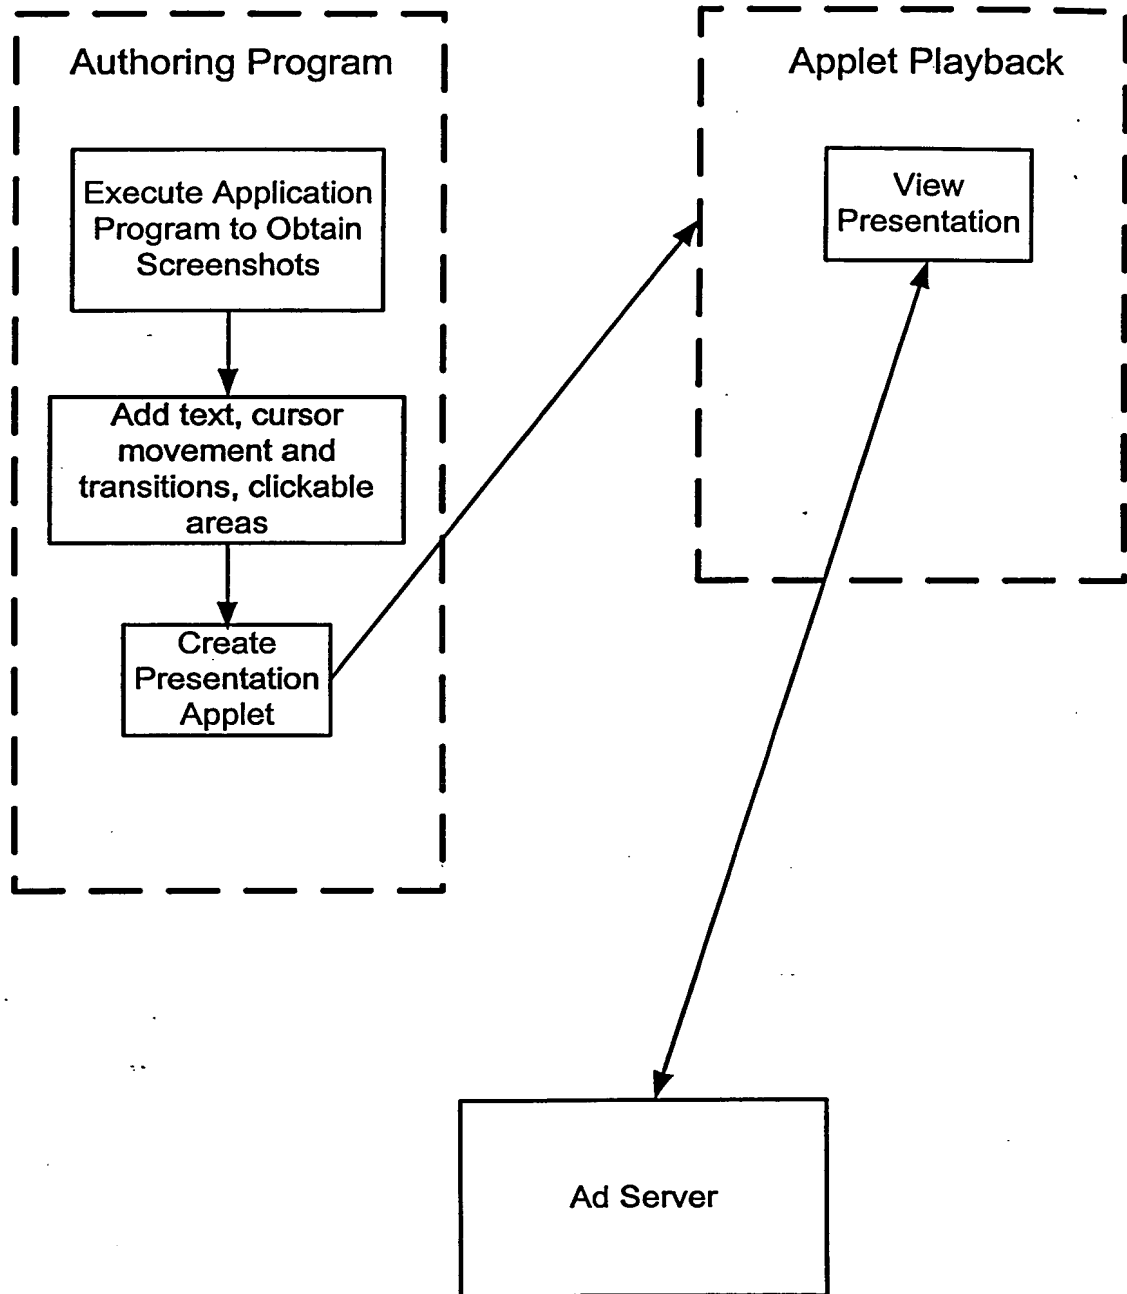 Authoring Program
Execute Application
Program to Obtain
Screenshots
Add text, cursor
movement and
transitions, clickable
areas
Create
Presentation
Applet
Applet Playback
View
Presentation
Ad Server